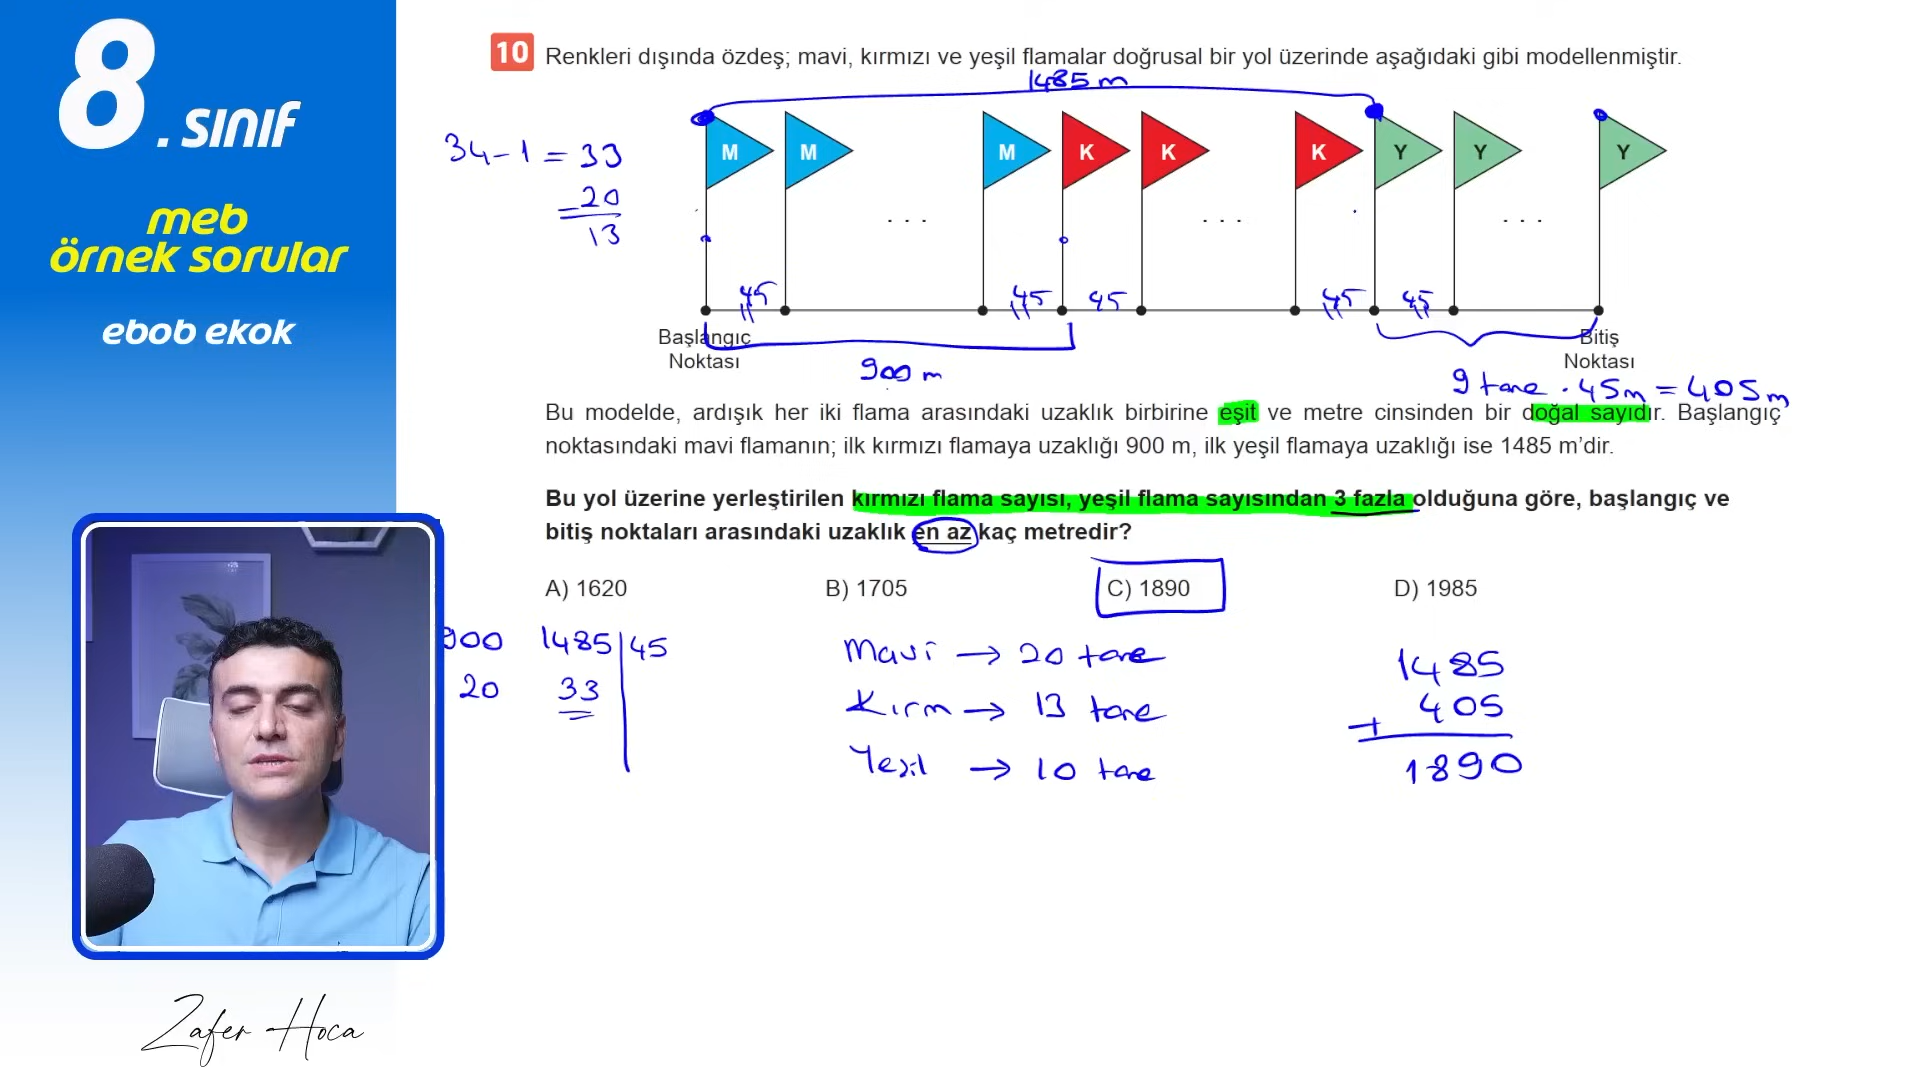 8. SINIF
meb
örnek sorular
ebob ekok
10 Renkleri dışında özdeş; mavi, kırmızı ve yeşil flamalar doğrusal bir yol üzerinde aşağıdaki gibi modellenmiştir.
1485 m
34-1 = 33
-20
13
M M M K K K Y Y Y
. . . . . . . . .
45 45 45 45 45
Başlangıç
Noktası
Bitiş
Noktası
900 m
9 tane . 45m = 405m
Bu modelde, ardışık her iki flama arasındaki uzaklık birbirine eşit ve metre cinsinden bir doğal sayıdır. Başlangıç
noktasındaki mavi flamanın; ilk kırmızı flamaya uzaklığı 900 m, ilk yeşil flamaya uzaklığı ise 1485 m'dir.
Bu yol üzerine yerleştirilen kırmızı flama sayısı, yeşil flama sayısından 3 fazla olduğuna göre, başlangıç ve
bitiş noktaları arasındaki uzaklık en az kaç metredir?
A) 1620 B) 1705 C) 1890 D) 1985
900 1485 45
20 33
Mavi → 20 tane
Kırm → 13 tane
Yeşil → 10 tane
1485
+ 405
1890
Zafer Hoca